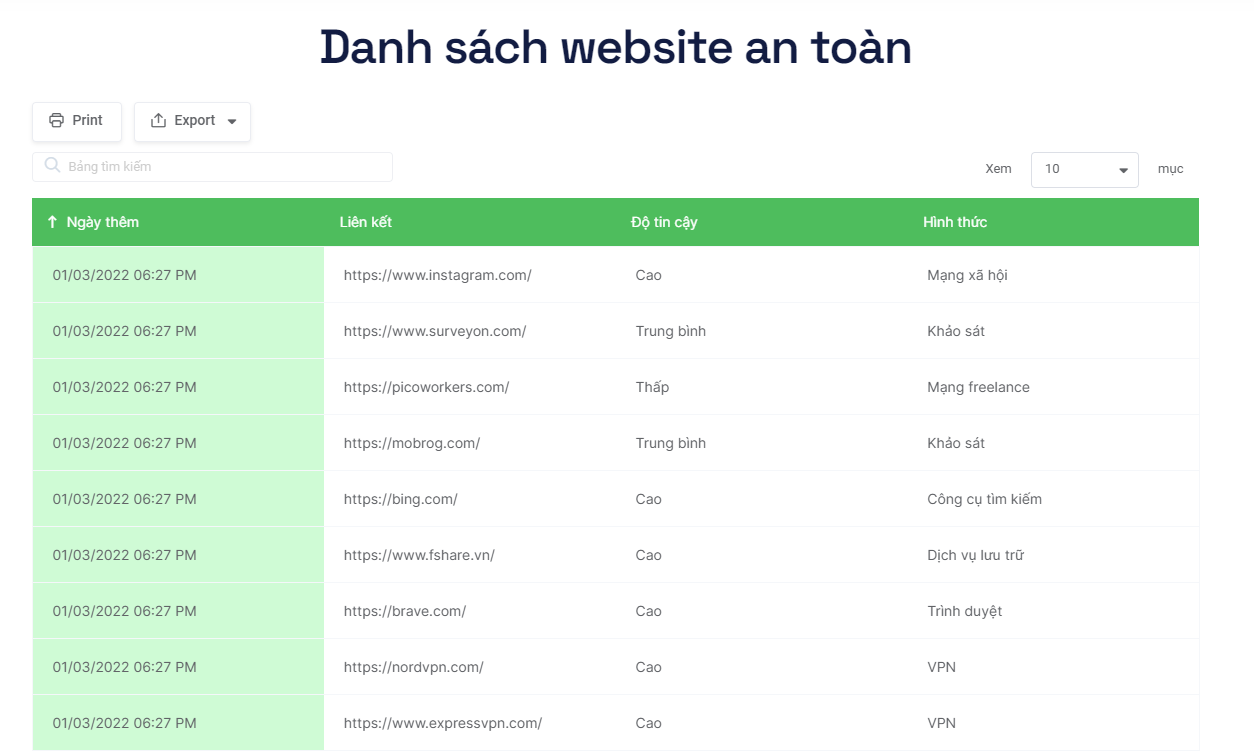 Danh sách website an toàn
Print Export
Bảng tìm kiếm Xem 10 mục
Ngày thêm Liên kết Độ tin cậy Hình thức
01/03/2022 06:27 PM https://www.instagram.com/ Cao Mạng xã hội
01/03/2022 06:27 PM https://www.surveyon.com/ Trung bình Khảo sát
01/03/2022 06:27 PM https://picoworkers.com/ Thấp Mạng freelance
01/03/2022 06:27 PM https://mobrog.com/ Trung bình Khảo sát
01/03/2022 06:27 PM https://bing.com/ Cao Công cụ tìm kiếm
01/03/2022 06:27 PM https://www.fshare.vn/ Cao Dịch vụ lưu trữ
01/03/2022 06:27 PM https://brave.com/ Cao Trình duyệt
01/03/2022 06:27 PM https://nordvpn.com/ Cao VPN
01/03/2022 06:27 PM https://www.expressvpn.com/ Cao VPN